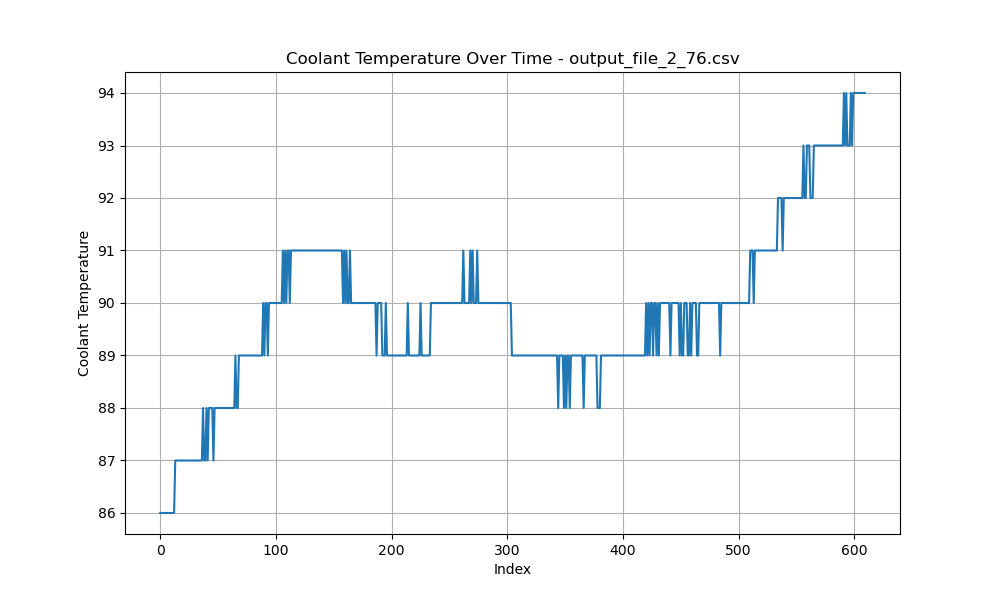 Coolant Temperature Over Time - output_file_2_76.csv
94
93
92
91
90
89
88
87
86
Coolant Temperature
0 100 200 300 400 500 600
Index